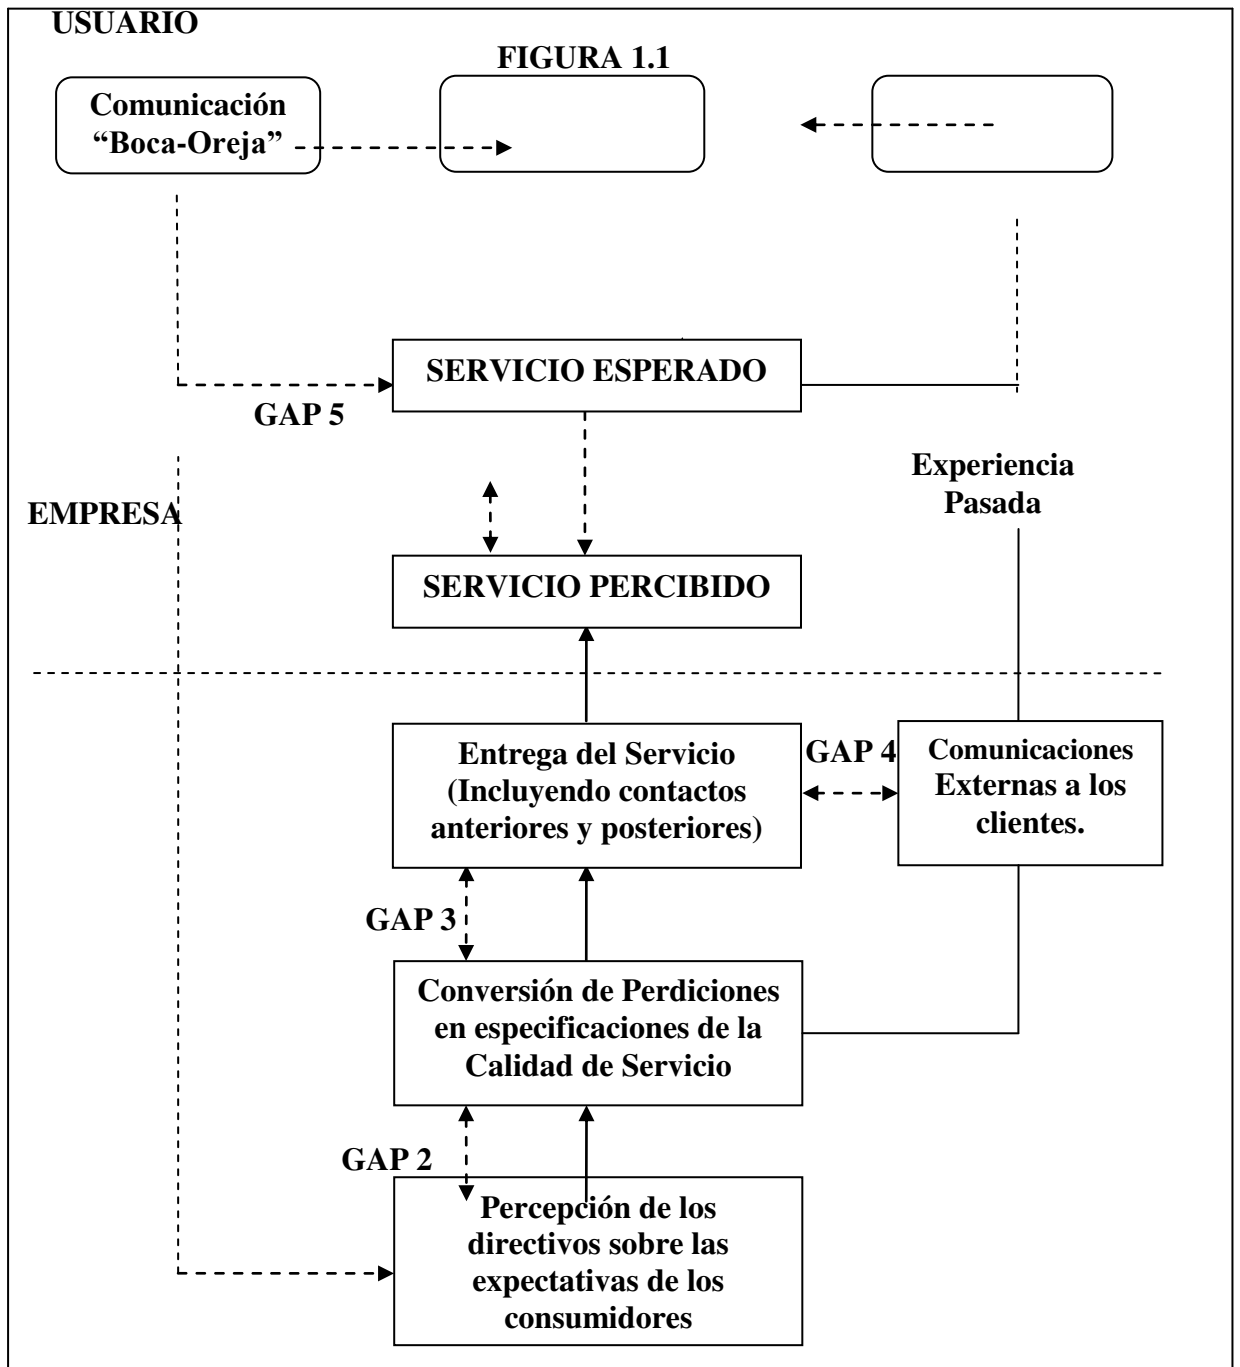 USUARIO
FIGURA 1.1
Comunicación
“Boca-Oreja”
SERVICIO ESPERADO
GAP 5
Experiencia
Pasada
EMPRESA
SERVICIO PERCIBIDO
Entrega del Servicio
(Incluyendo contactos
anteriores y posteriores)
GAP 4
Comunicaciones
Externas a los
clientes.
GAP 3
Conversión de Perdiciones
en especificaciones de la
Calidad de Servicio
GAP 2
Percepción de los
directivos sobre las
expectativas de los
consumidores